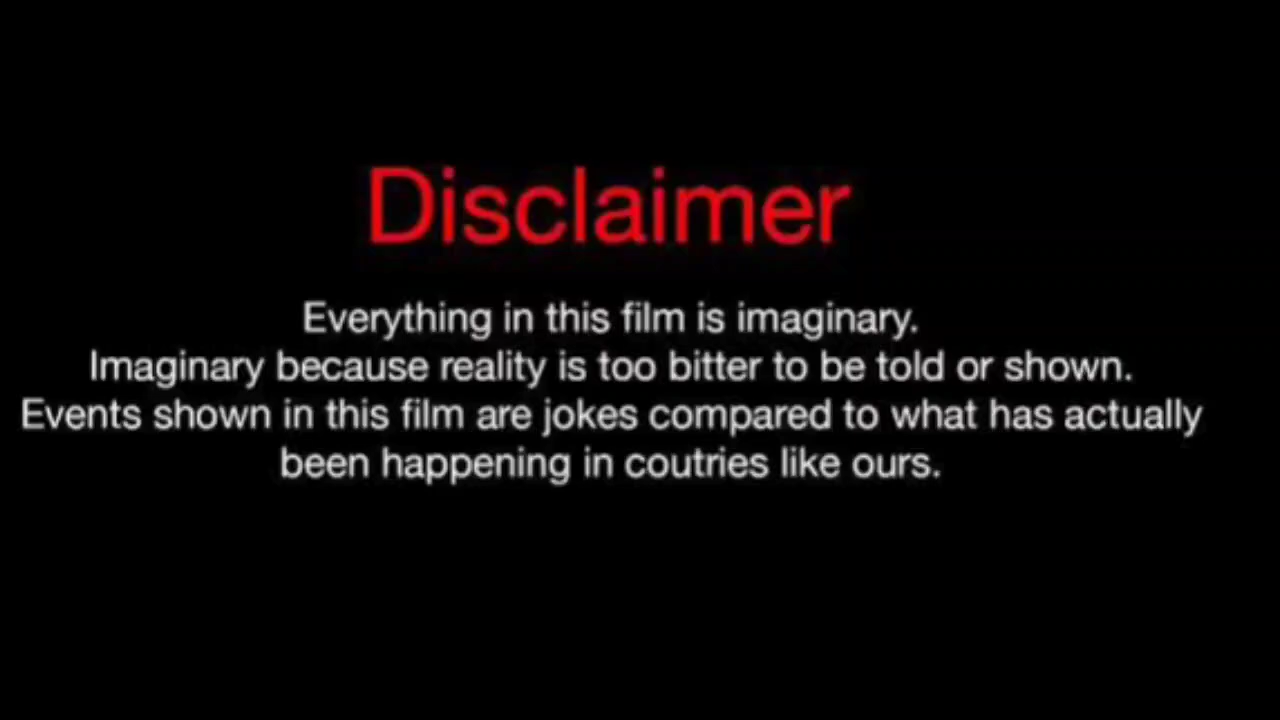 Disclaimer
Everything in this film is imaginary.
Imaginary because reality is too bitter to be told or shown.
Events shown in this film are jokes compared to what has actually
been happening in coutries like ours.